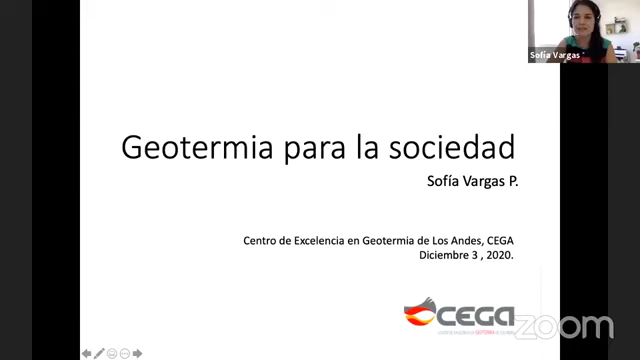 Sofía Vargas
Geotermia para la sociedad
Sofía Vargas P.
Centro de Excelencia en Geotermia de Los Andes, CEGA
Diciembre 3 , 2020.
CEGA
zoom